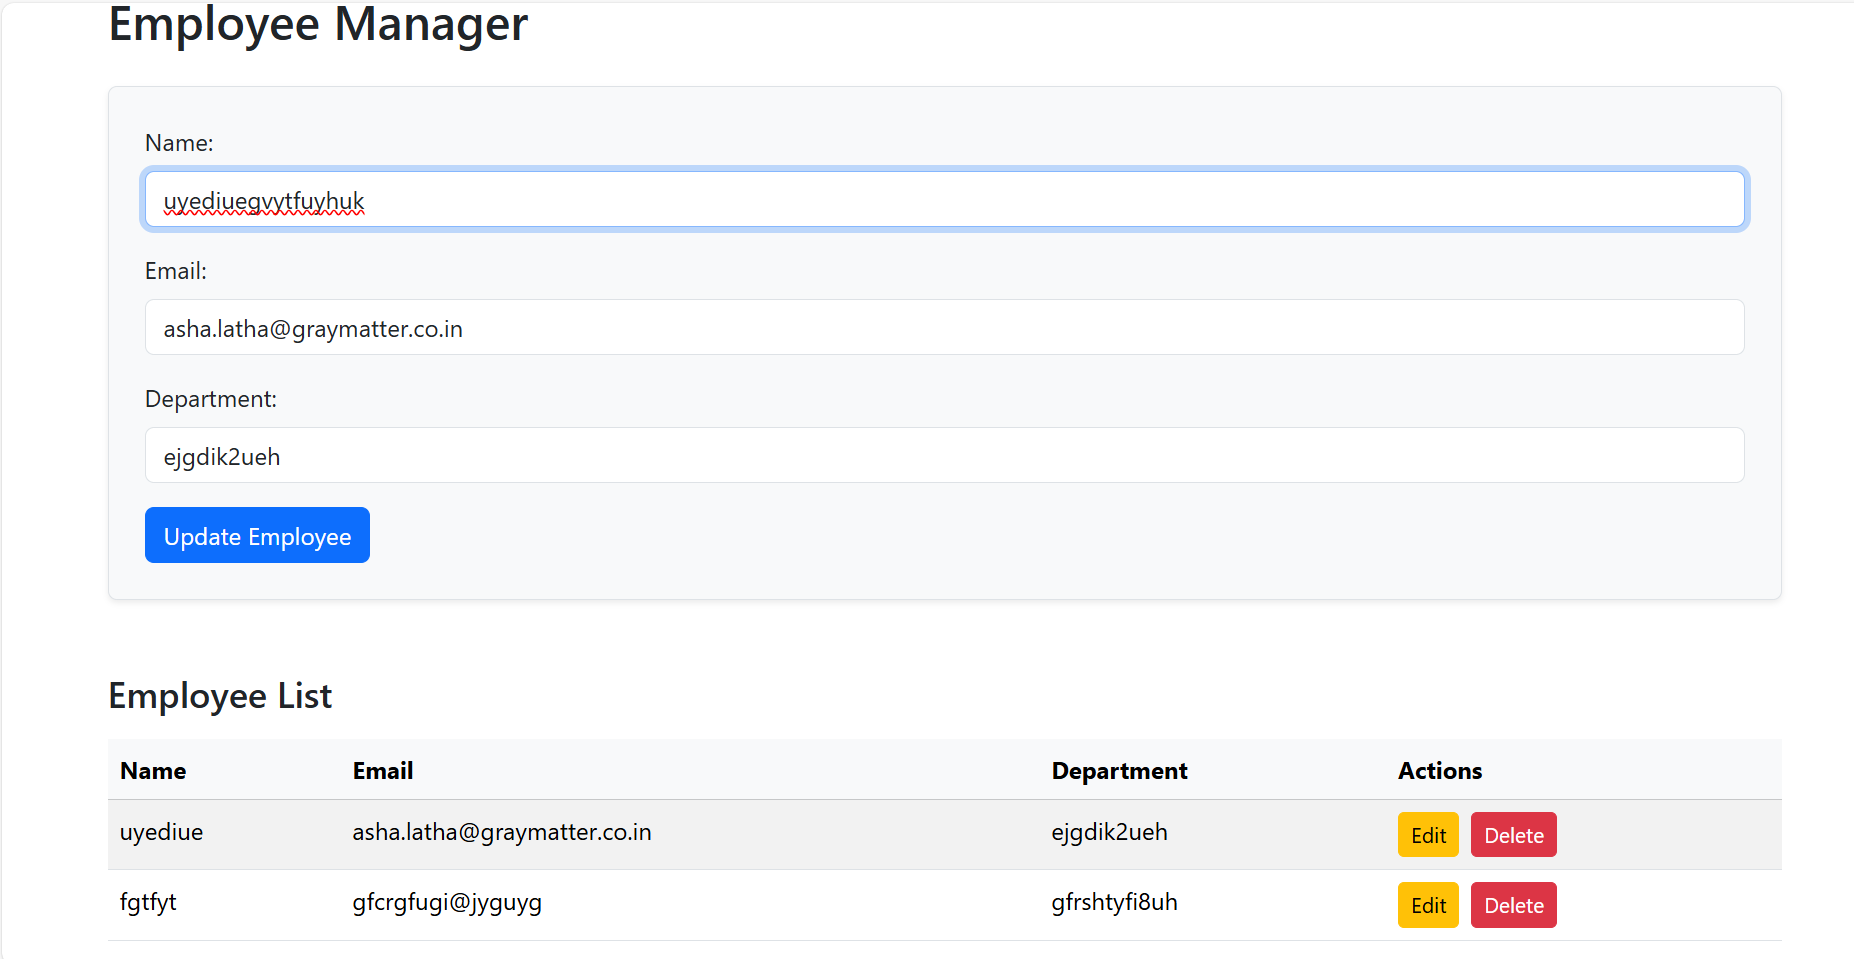 Employee Manager
Name:
uyediuegvytfuyhuk
Email:
asha.latha@graymatter.co.in
Department:
ejgdik2ueh
Update Employee
Employee List
Name Email Department Actions
uyediue asha.latha@graymatter.co.in ejgdik2ueh Edit Delete
fgtfyt gfcrgfugi@jyguyg gfrshtyfi8uh Edit Delete